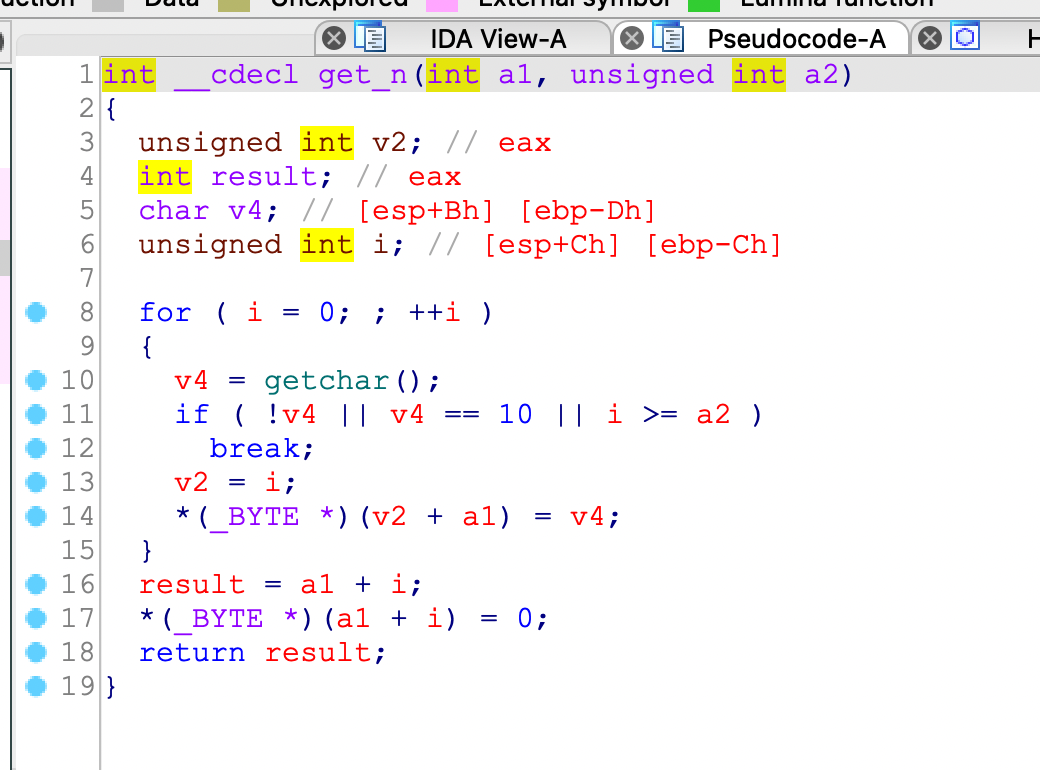 Data
Unexplored
External symbol
Lumina function
IDA View-A
Pseudocode-A
1 int __cdecl get_n(int a1, unsigned int a2)
2 {
3 unsigned int v2; // eax
4 int result; // eax
5 char v4; // [esp+Bh] [ebp-Dh]
6 unsigned int i; // [esp+Ch] [ebp-Ch]
7
8 for ( i = 0; ; ++i )
9 {
10 v4 = getchar();
11 if ( !v4 || v4 == 10 || i >= a2 )
12 break;
13 v2 = i;
14 *(_BYTE *)(v2 + a1) = v4;
15 }
16 result = a1 + i;
17 *(_BYTE *)(a1 + i) = 0;
18 return result;
19 }